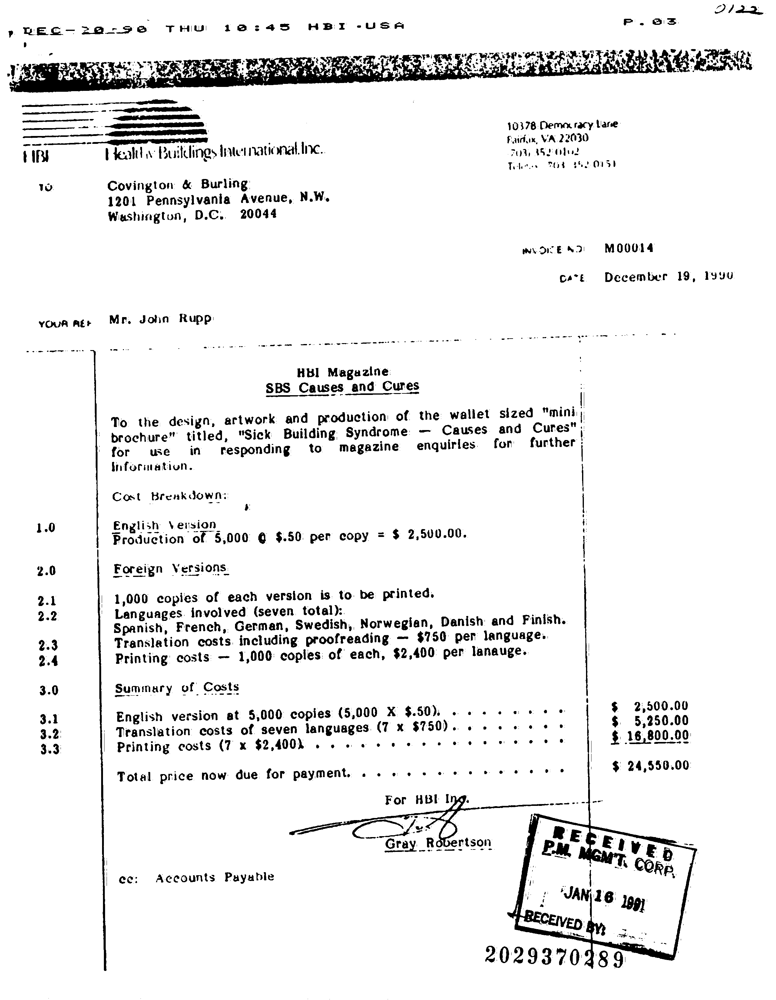 0122
DEC-20-90 THU 10:45 HBI-USA P.03
HBI Healthy Buildings International, Inc.
10378 Democracy Lane
Fairfax, VA 22030
703/352-0102
703 352-0151
TO Covington & Burling
1201 Pennsylvania Avenue, N.W.
Washington, D.C. 20044
INVOICE NO M00014
DATE December 19, 1990
YOUR REF Mr. John Rupp
HBI Magazine
SBS Causes and Cures
To the design, artwork and production of the wallet sized "mini
brochure" titled, "Sick Building Syndrome — Causes and Cures"
for use in responding to magazine enquiries for further
information.
Cost Breakdown:
1.0 English Version
Production of 5,000 @ $.50 per copy = $ 2,500.00.
2.0 Foreign Versions
2.1 1,000 copies of each version is to be printed.
2.2 Languages involved (seven total):
Spanish, French, German, Swedish, Norwegian, Danish and Finish.
2.3 Translation costs including proofreading — $750 per language.
2.4 Printing costs — 1,000 copies of each, $2,400 per lanauge.
3.0 Summary of Costs
3.1 English version at 5,000 copies (5,000 X $.50). . . . . . . . . $ 2,500.00
3.2 Translation costs of seven languages (7 x $750). . . . . . . . $ 5,250.00
3.3 Printing costs (7 x $2,400). . . . . . . . . . . . . . . . . $ 16,800.00
Total price now due for payment. . . . . . . . . . . . . . . $ 24,550.00
For HBI Inc.
Gray Robertson
cc: Accounts Payable
RECEIVED
P.M. MGM'T. CORP.
JAN 16 1991
RECEIVED BY:
2029370289